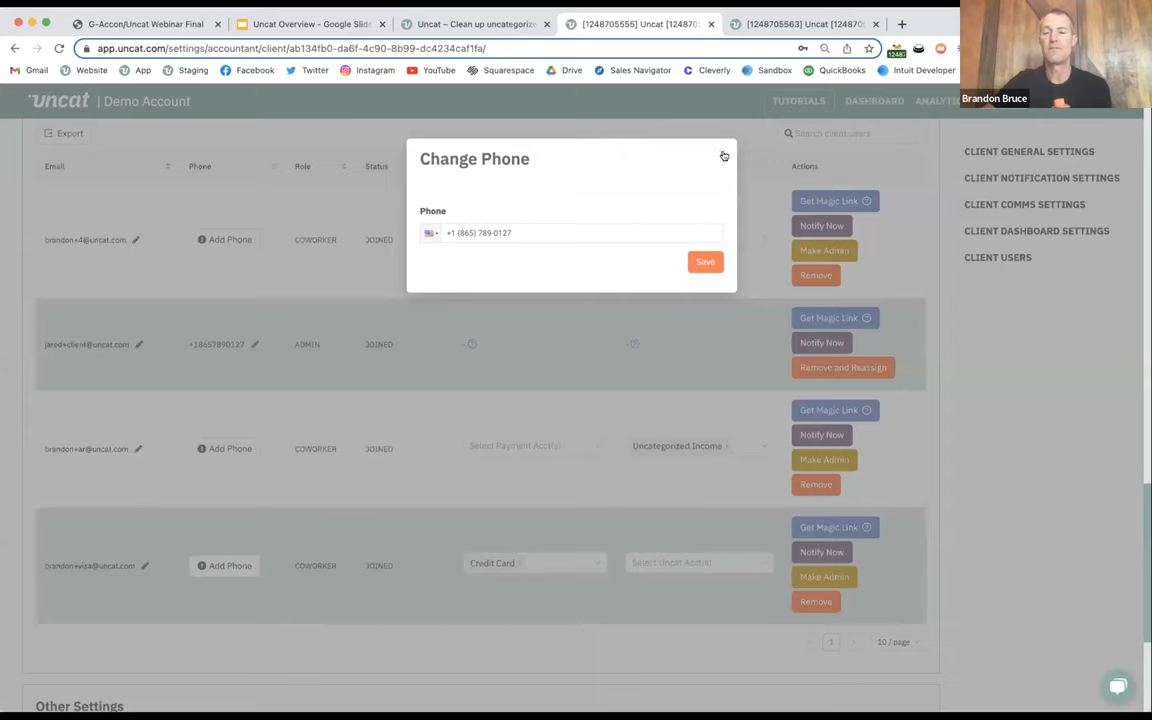 G-Accon/Uncat Webinar Final
Uncat Overview - Google Slide
Uncat – Clean up uncategorize
[1248705555] Uncat [124870
[1248705563] Uncat [1248705
app.uncat.com/settings/accountant/client/ab134fb0-da6f-4c90-8b99-dc4234caf1fa/
Gmail
Website
App
Staging
Facebook
Twitter
Instagram
YouTube
Squarespace
Drive
Sales Navigator
Cleverly
Sandbox
QuickBooks
Intuit Developer
Brandon Bruce
uncat | Demo Account
TUTORIALS
DASHBOARD
Export
Search client users
Email
Phone
Role
Status
Actions
Change Phone
Phone
+1 (865) 789-0127
Save
brandon+4@uncat.com
Add Phone
COWORKER
JOINED
Get Magic Link
Notify Now
Make Admin
Remove
jared+client@uncat.com
+18657890127
ADMIN
JOINED
Get Magic Link
Notify Now
Remove and Reassign
brandon+ar@uncat.com
Add Phone
COWORKER
JOINED
Select Payment Acct(s)
Uncategorized Income
Get Magic Link
Notify Now
Make Admin
Remove
brandon+visa@uncat.com
Add Phone
COWORKER
JOINED
Credit Card
Select Uncat Acct(s)
Get Magic Link
Notify Now
Make Admin
Remove
1
10 / page
Other Settings
CLIENT GENERAL SETTINGS
CLIENT NOTIFICATION SETTINGS
CLIENT COMMS SETTINGS
CLIENT DASHBOARD SETTINGS
CLIENT USERS